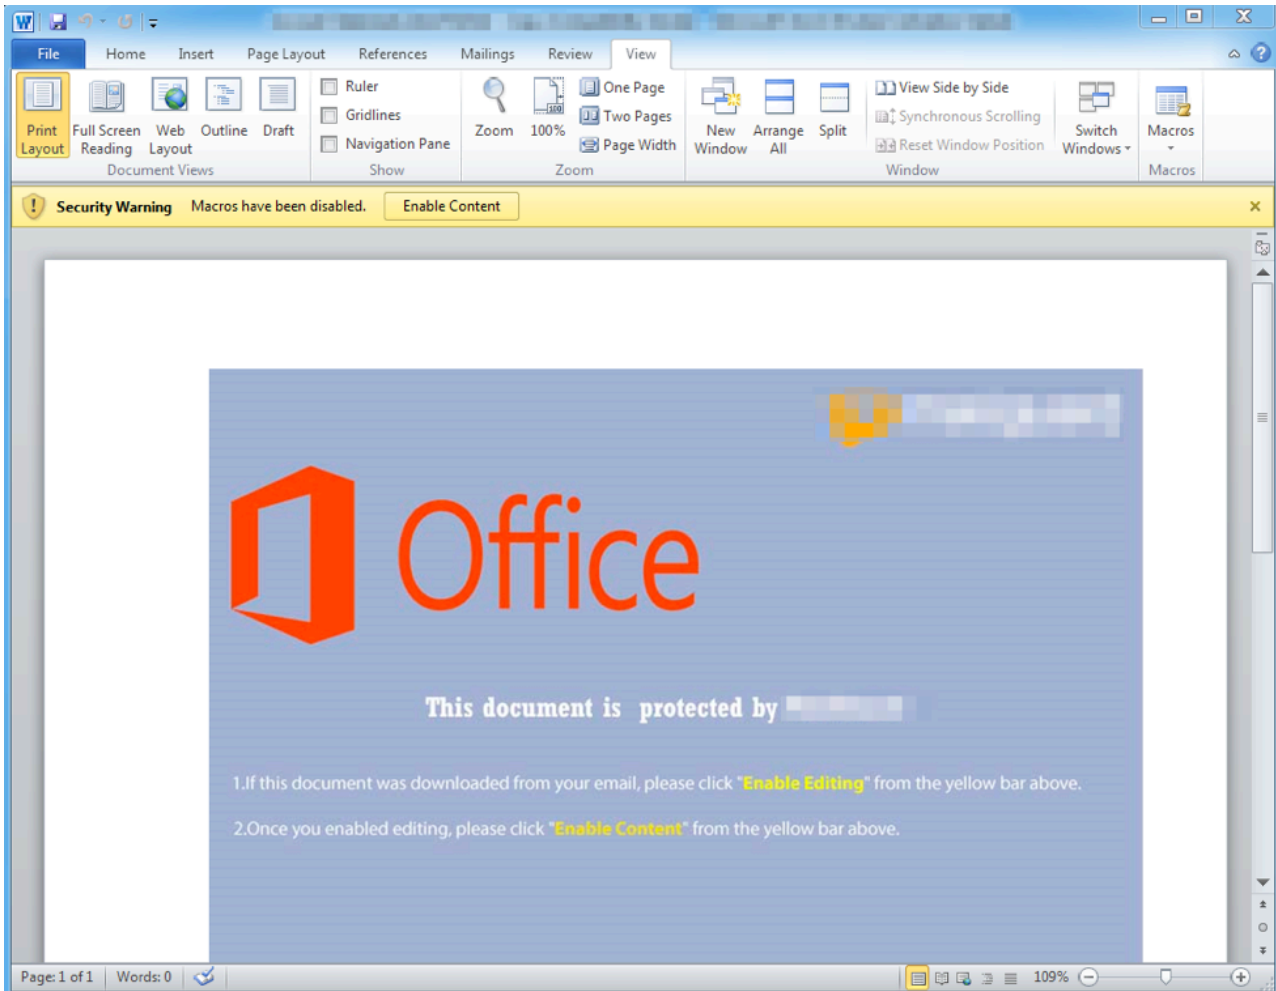 File Home Insert Page Layout References Mailings Review View
Print Layout Full Screen Reading Web Layout Outline Draft
Document Views
Ruler
Gridlines
Navigation Pane
Show
Zoom 100%
One Page
Two Pages
Page Width
Zoom
New Window Arrange All Split
View Side by Side
Synchronous Scrolling
Reset Window Position
Switch Windows
Window
Macros
Macros
Security Warning Macros have been disabled. Enable Content
Office
This document is protected by
1.If this document was downloaded from your email, please click "Enable Editing" from the yellow bar above.
2.Once you enabled editing, please click "Enable Content" from the yellow bar above.
Page: 1 of 1 Words: 0 109%